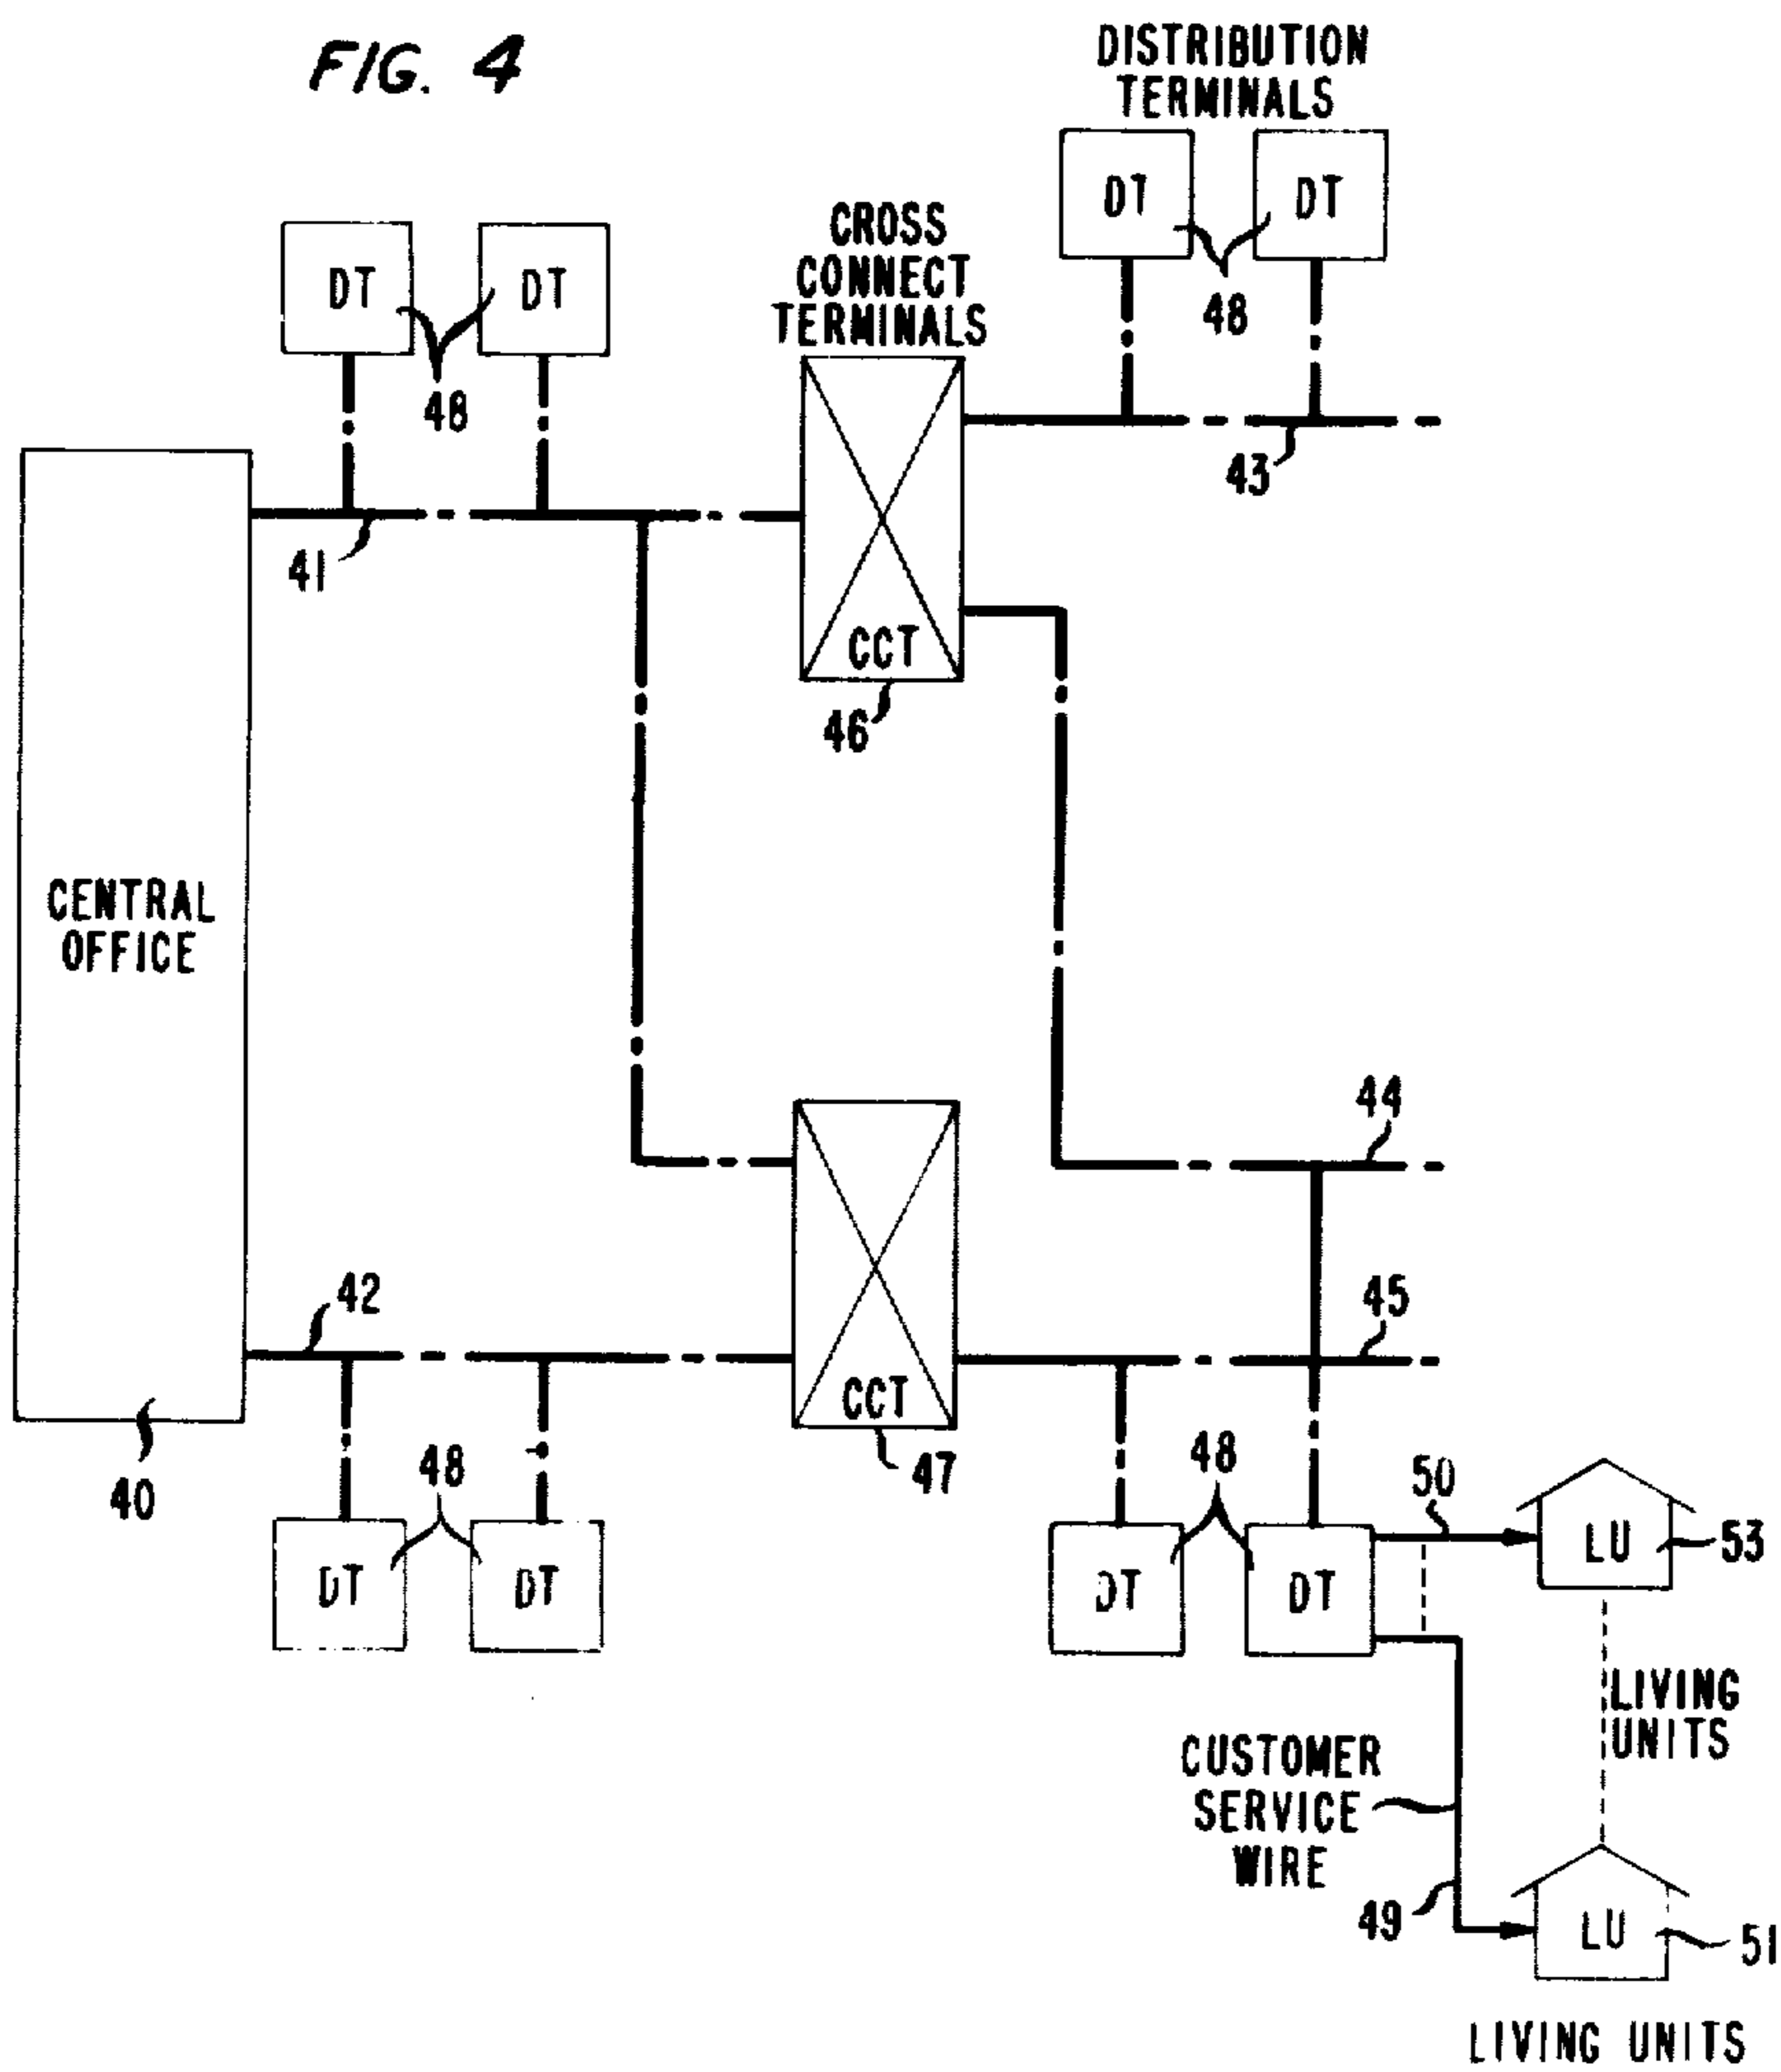 FIG. 4
DISTRIBUTION
TERMINALS
DT
DT
48
DT
DT
48
CROSS
CONNECT
TERMINALS
43
41
CCT
46
CENTRAL
OFFICE
44
42
45
CCT
47
40
48
DT
DT
48
DT
DT
50
LU
53
LIVING
UNITS
CUSTOMER
SERVICE
WIRE
49
LU
51
LIVING UNITS